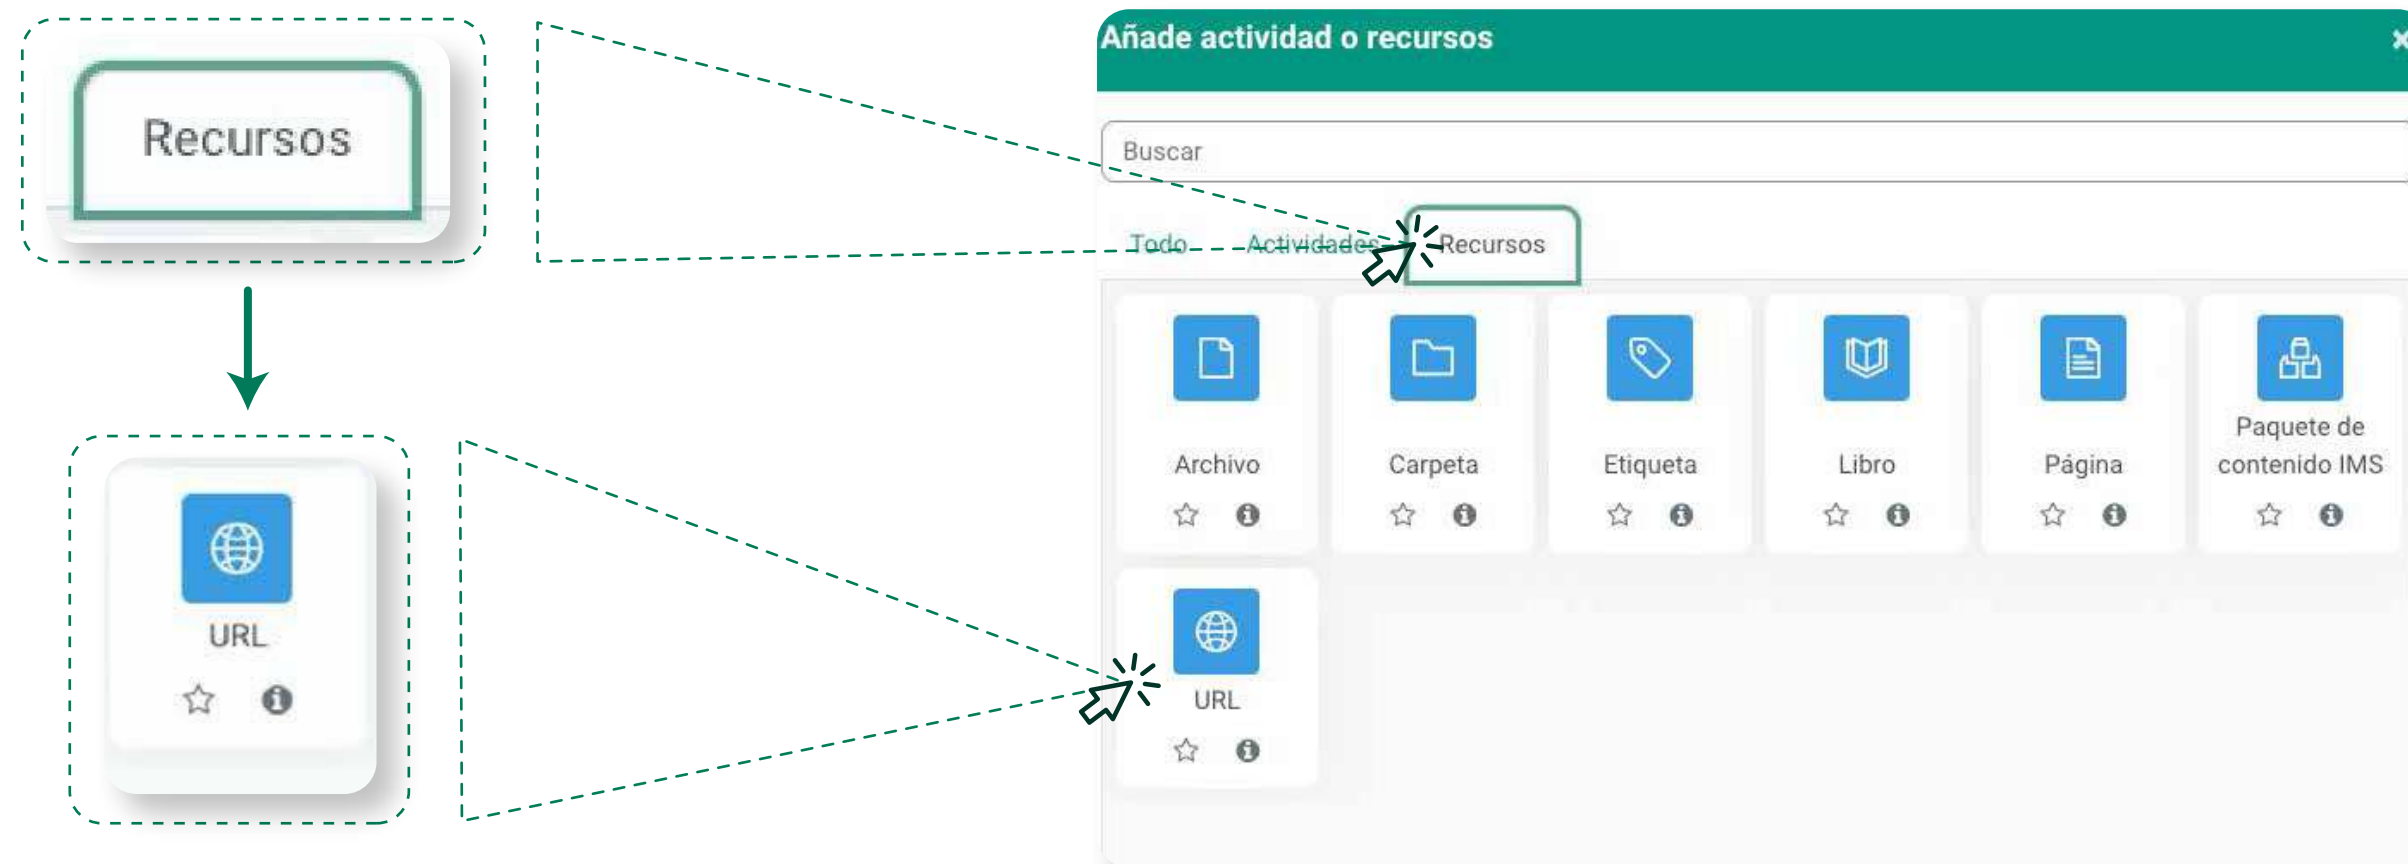 Recursos
URL
Añade actividad o recursos
Buscar
Todo
Actividades
Recursos
Archivo
Carpeta
Etiqueta
Libro
Página
Paquete de
contenido IMS
URL